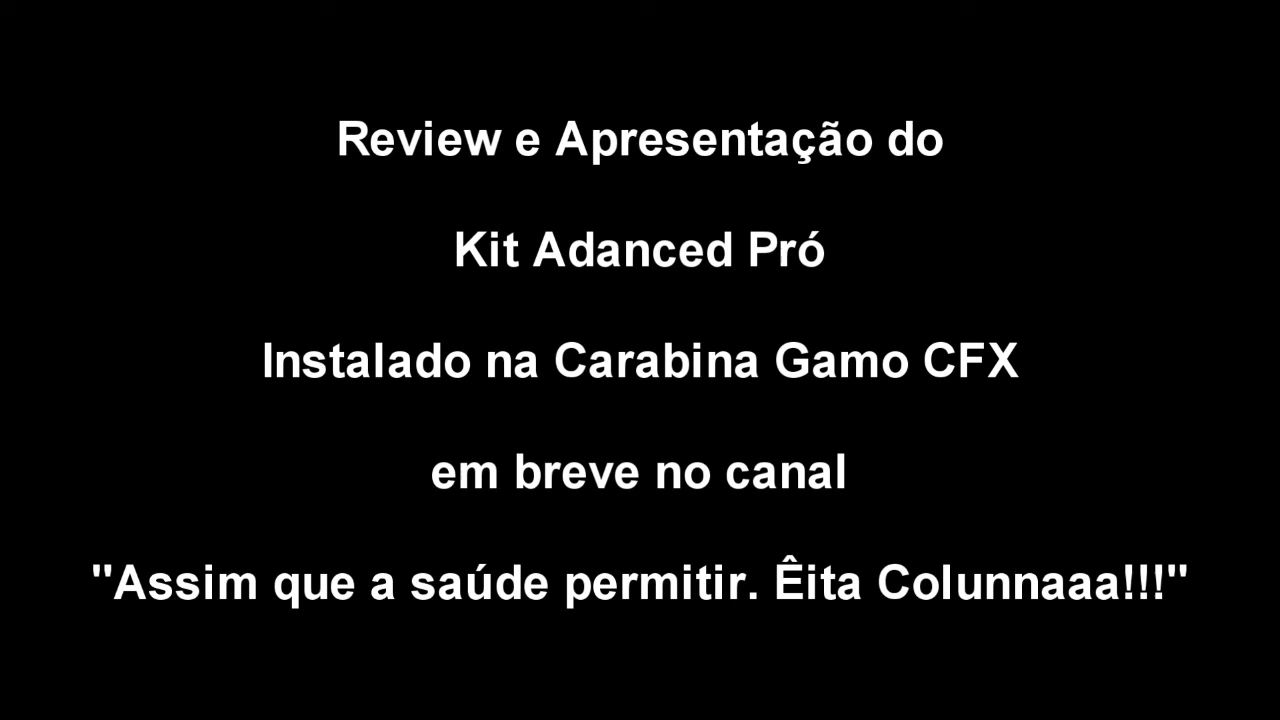 Review e Apresentação do
Kit Adanced Pró
Instalado na Carabina Gamo CFX
em breve no canal
"Assim que a saúde permitir. Êita Colunnaaa!!!"